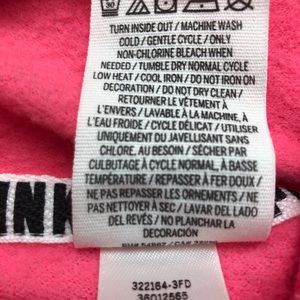 30
TURN INSIDE OUT / MACHINE WASH
COLD / GENTLE CYCLE / ONLY
NON-CHLORINE BLEACH WHEN
NEEDED / TUMBLE DRY NORMAL CYCLE
LOW HEAT / COOL IRON / DO NOT IRON ON
DECORATION / DO NOT DRY CLEAN /
RETOURNER LE VÊTEMENT À
L'ENVERS / LAVABLE À LA MACHINE, À
L'EAU FROIDE / CYCLE DÉLICAT / UTILISER
UNIQUEMENT DU JAVELLISANT SANS
CHLORE, AU BESOIN / SÉCHER PAR
CULBUTAGE À CYCLE NORMAL, À BASSE
TEMPÉRATURE / REPASSER À FER DOUX /
NE PAS REPASSER LES ORNEMENTS / NE
PAS NETTOYER À SEC / LAVAR DEL LADO
DEL REVÉS / NO PLANCHAR LA
DECORACIÓN
INK
322164-3FD
36012565